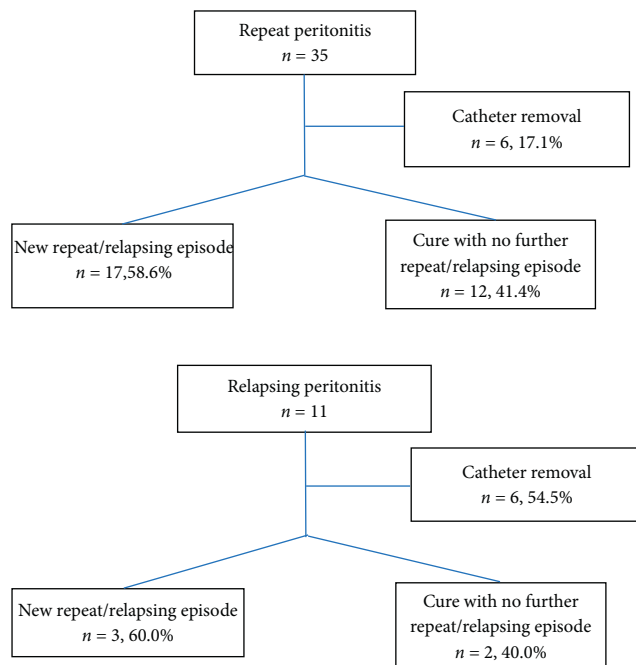 Repeat peritonitis
n = 35
Catheter removal
n = 6, 17.1%
New repeat/relapsing episode
n = 17,58.6%
Cure with no further
repeat/relapsing episode
n = 12, 41.4%
Relapsing peritonitis
n = 11
Catheter removal
n = 6, 54.5%
New repeat/relapsing episode
n = 3, 60.0%
Cure with no further
repeat/relapsing episode
n = 2, 40.0%